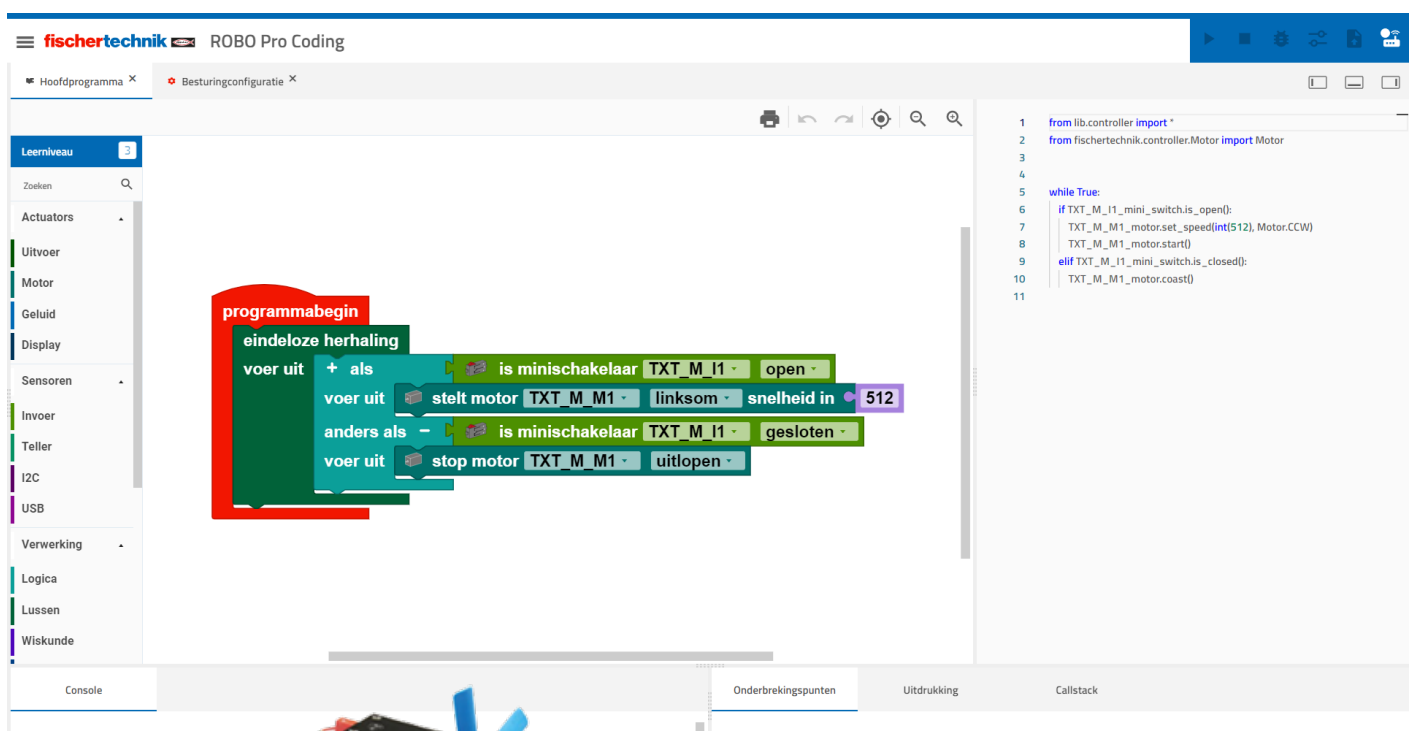 fischertechnik ROBO Pro Coding
Hoofdprogramma × Besturingconfiguratie ×
Leerniveau 3
Zoeken
Actuators
Uitvoer
Motor
Geluid
Display
Sensoren
Invoer
Teller
I2C
USB
Verwerking
Logica
Lussen
Wiskunde
programmabegin
eindeloze herhaling
voer uit + als is minischakelaar TXT_M_I1 open
voer uit stelt motor TXT_M_M1 linksom snelheid in 512
anders als − is minischakelaar TXT_M_I1 gesloten
voer uit stop motor TXT_M_M1 uitlopen
1 from lib.controller import *
2 from fischertechnik.controller.Motor import Motor
3
4
5 while True:
6 if TXT_M_I1_mini_switch.is_open():
7 TXT_M_M1_motor.set_speed(int(512), Motor.CCW)
8 TXT_M_M1_motor.start()
9 elif TXT_M_I1_mini_switch.is_closed():
10 TXT_M_M1_motor.coast()
11
Console
Onderbrekingspunten Uitdrukking Callstack